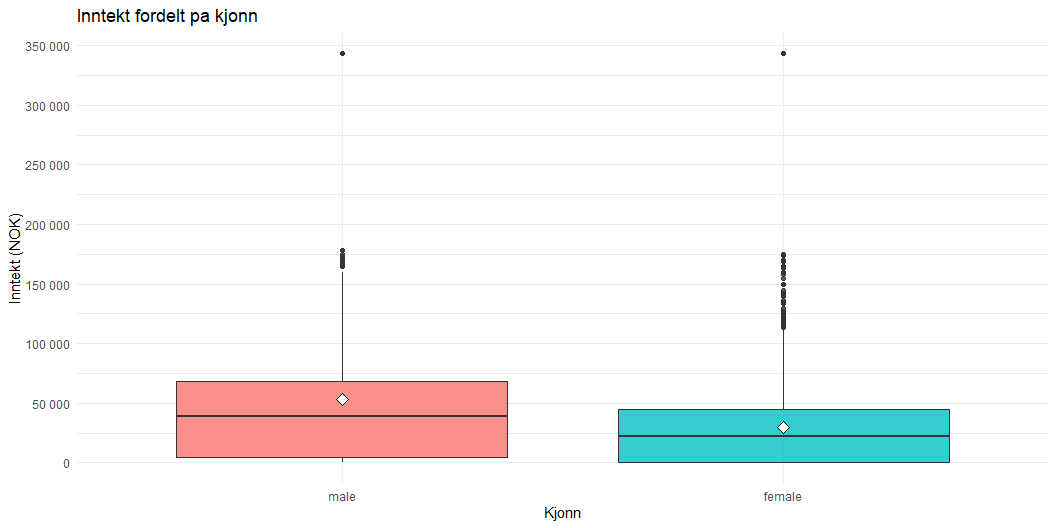 Inntekt fordelt pa kjonn
350 000
300 000
250 000
200 000
150 000
100 000
50 000
0
Inntekt (NOK)
male
female
Kjonn